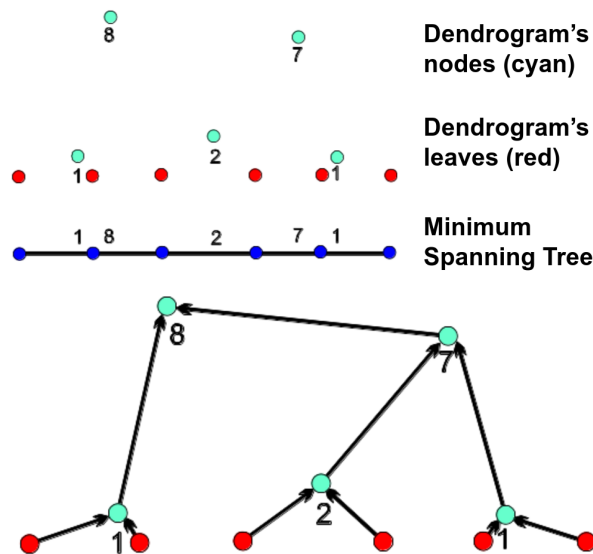 8
7
Dendrogram's
nodes (cyan)
Dendrogram's
leaves (red)
1 2 1
1 8 2 7 1
Minimum
Spanning Tree
8
7
2
1 1